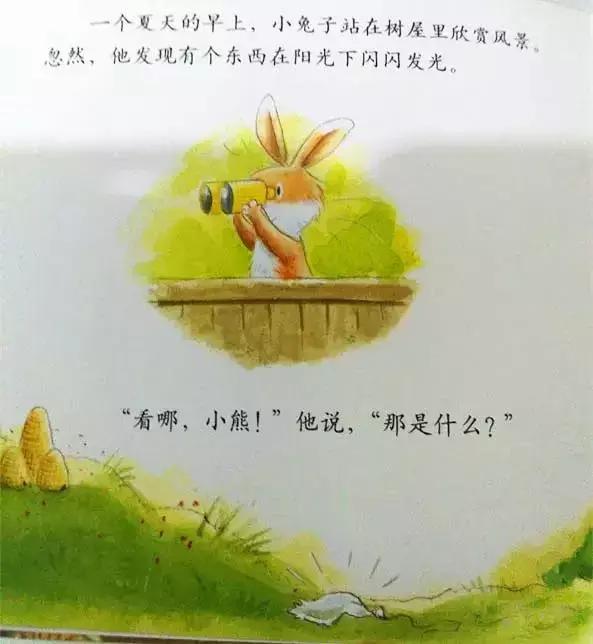 一个夏天的早上，小兔子站在树屋里欣赏风景。
忽然，他发现有个东西在阳光下闪闪发光。
“看哪，小熊！”他说，“那是什么？”